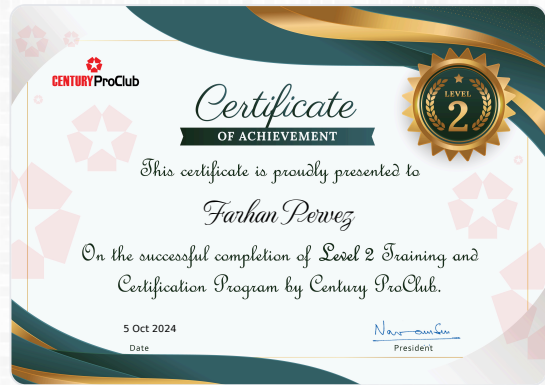 CENTURY ProClub
Certificate
OF ACHIEVEMENT
LEVEL
2
This certificate is proudly presented to
Farhan Pervez
On the successful completion of Level 2 Training and
Certification Program by Century ProClub.
5 Oct 2024
Date
President